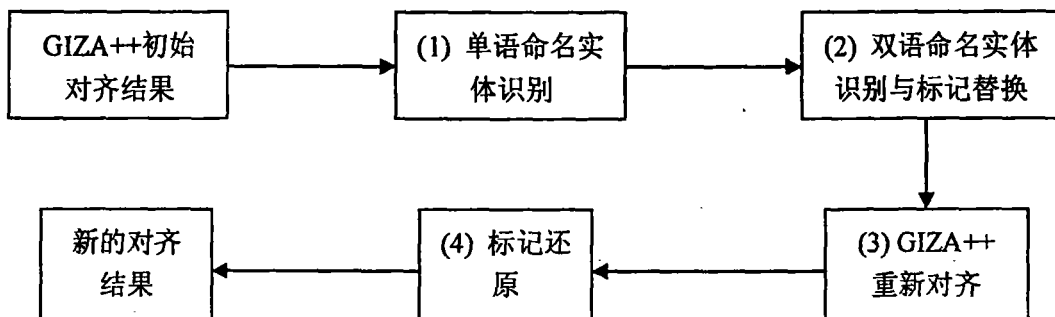 GIZA++初始
对齐结果
(1) 单语命名实
体识别
(2) 双语命名实体
识别与标记替换
(3) GIZA++
重新对齐
(4) 标记还
原
新的对齐
结果